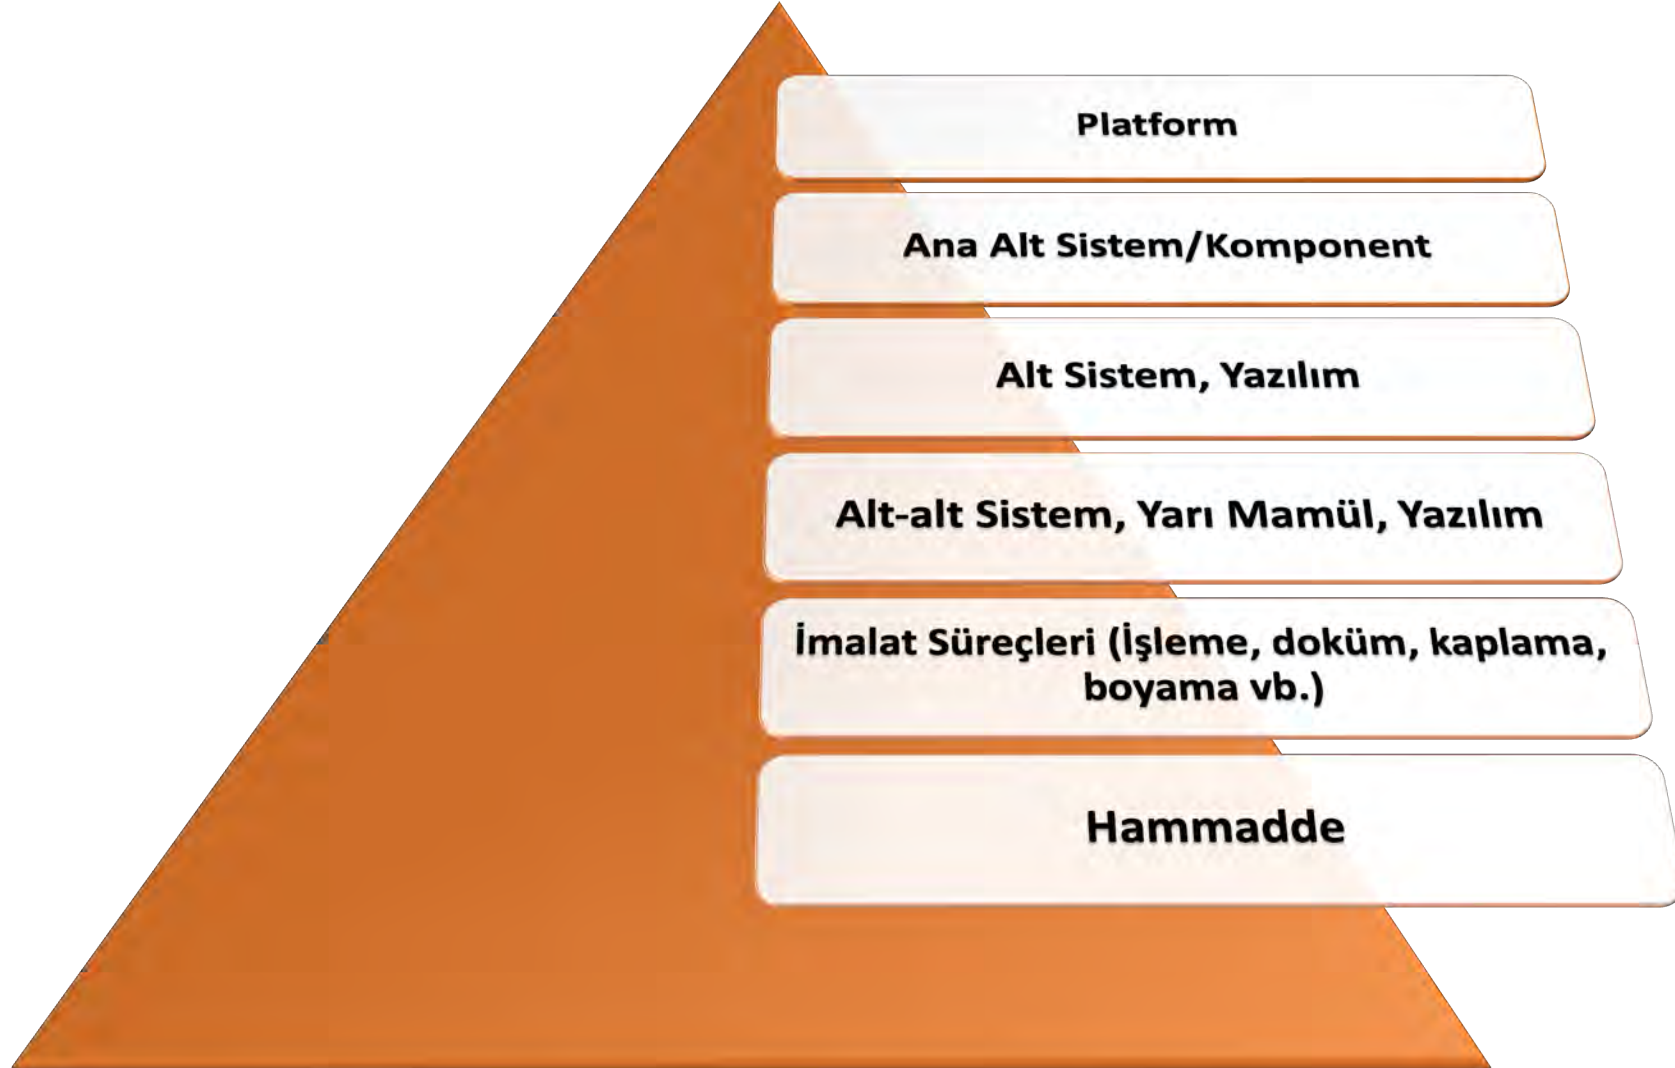 Platform
Ana Alt Sistem/Komponent
Alt Sistem, Yazılım
Alt-alt Sistem, Yarı Mamül, Yazılım
İmalat Süreçleri (İşleme, doküm, kaplama,
boyama vb.)
Hammadde